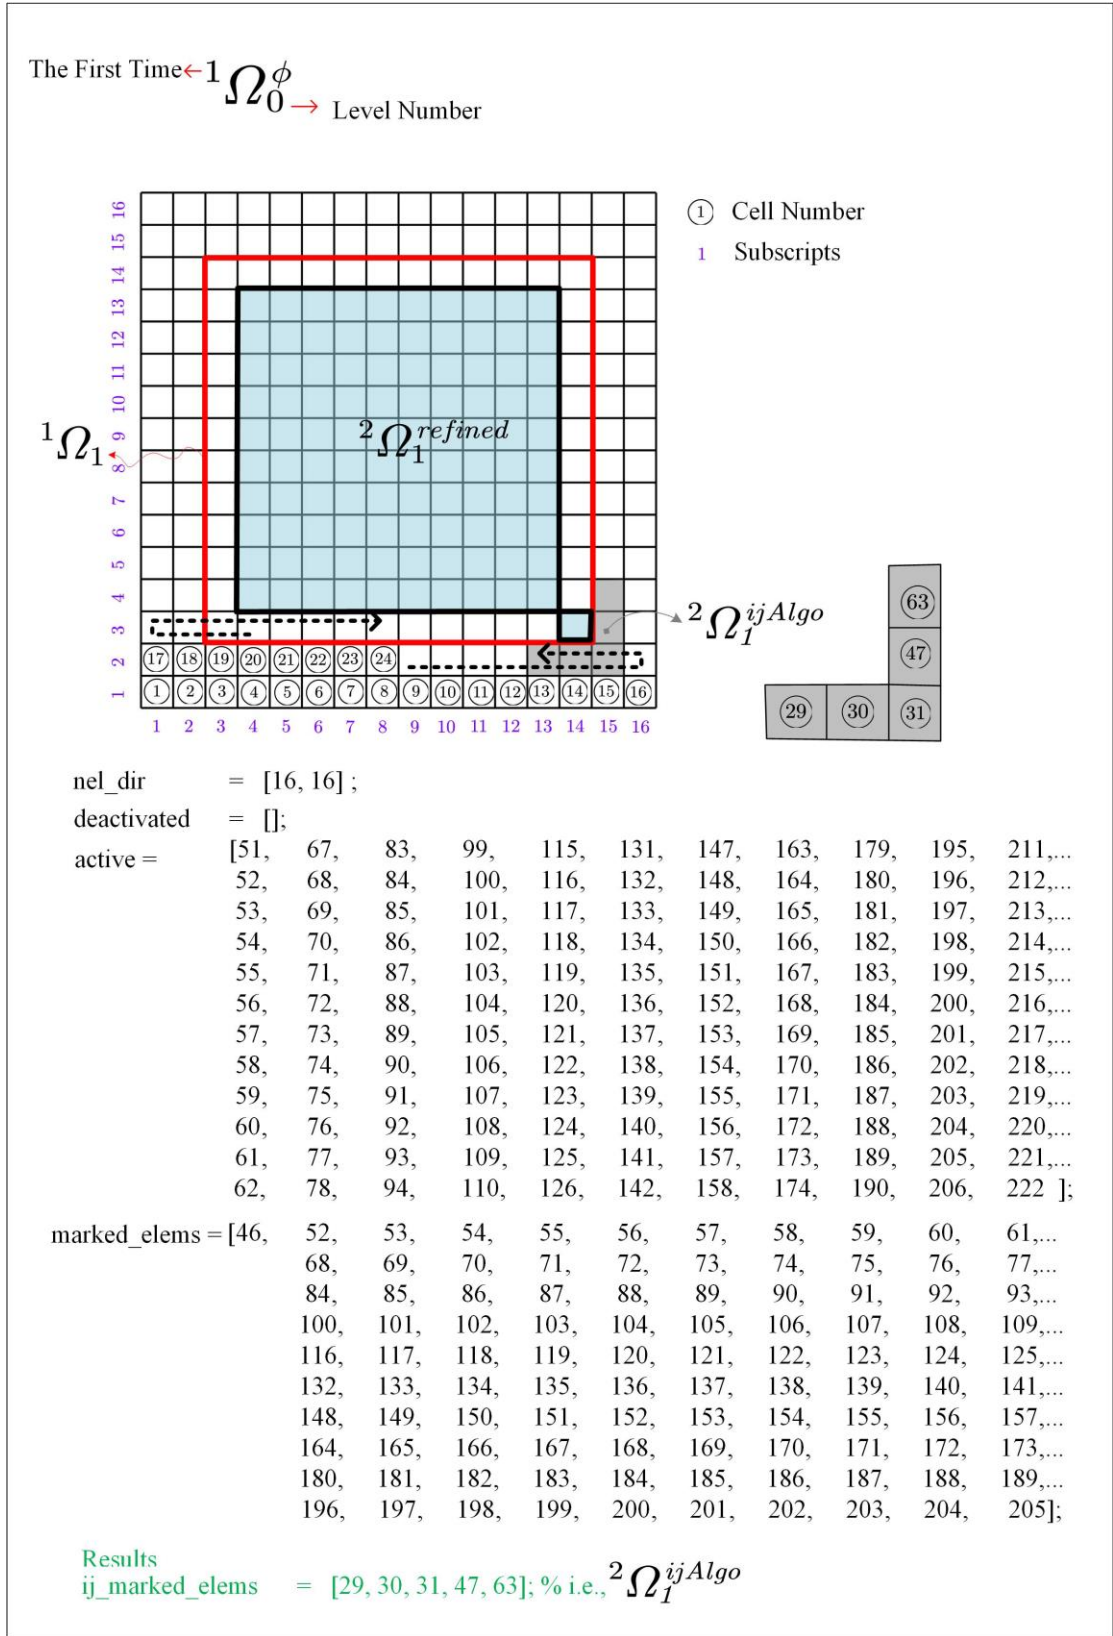 The First Time←¹Ω₀^ϕ
→ Level Number
① Cell Number
1 Subscripts
16
15
14
13
12
11
10
9
8
7
6
5
4
3
2
1
¹Ω₁
²Ω₁^refined
²Ω₁^ijAlgo
17 18 19 20 21 22 23 24
1 2 3 4 5 6 7 8 9 10 11 12 13 14 15 16
1 2 3 4 5 6 7 8 9 10 11 12 13 14 15 16
63
47
29 30 31
nel_dir = [16, 16] ;
deactivated = [];
active = [51, 67, 83, 99, 115, 131, 147, 163, 179, 195, 211,...
52, 68, 84, 100, 116, 132, 148, 164, 180, 196, 212,...
53, 69, 85, 101, 117, 133, 149, 165, 181, 197, 213,...
54, 70, 86, 102, 118, 134, 150, 166, 182, 198, 214,...
55, 71, 87, 103, 119, 135, 151, 167, 183, 199, 215,...
56, 72, 88, 104, 120, 136, 152, 168, 184, 200, 216,...
57, 73, 89, 105, 121, 137, 153, 169, 185, 201, 217,...
58, 74, 90, 106, 122, 138, 154, 170, 186, 202, 218,...
59, 75, 91, 107, 123, 139, 155, 171, 187, 203, 219,...
60, 76, 92, 108, 124, 140, 156, 172, 188, 204, 220,...
61, 77, 93, 109, 125, 141, 157, 173, 189, 205, 221,...
62, 78, 94, 110, 126, 142, 158, 174, 190, 206, 222 ];
marked_elems = [46, 52, 53, 54, 55, 56, 57, 58, 59, 60, 61,...
68, 69, 70, 71, 72, 73, 74, 75, 76, 77,...
84, 85, 86, 87, 88, 89, 90, 91, 92, 93,...
100, 101, 102, 103, 104, 105, 106, 107, 108, 109,...
116, 117, 118, 119, 120, 121, 122, 123, 124, 125,...
132, 133, 134, 135, 136, 137, 138, 139, 140, 141,...
148, 149, 150, 151, 152, 153, 154, 155, 156, 157,...
164, 165, 166, 167, 168, 169, 170, 171, 172, 173,...
180, 181, 182, 183, 184, 185, 186, 187, 188, 189,...
196, 197, 198, 199, 200, 201, 202, 203, 204, 205];
Results
ij_marked_elems = [29, 30, 31, 47, 63]; % i.e., ²Ω₁^ijAlgo